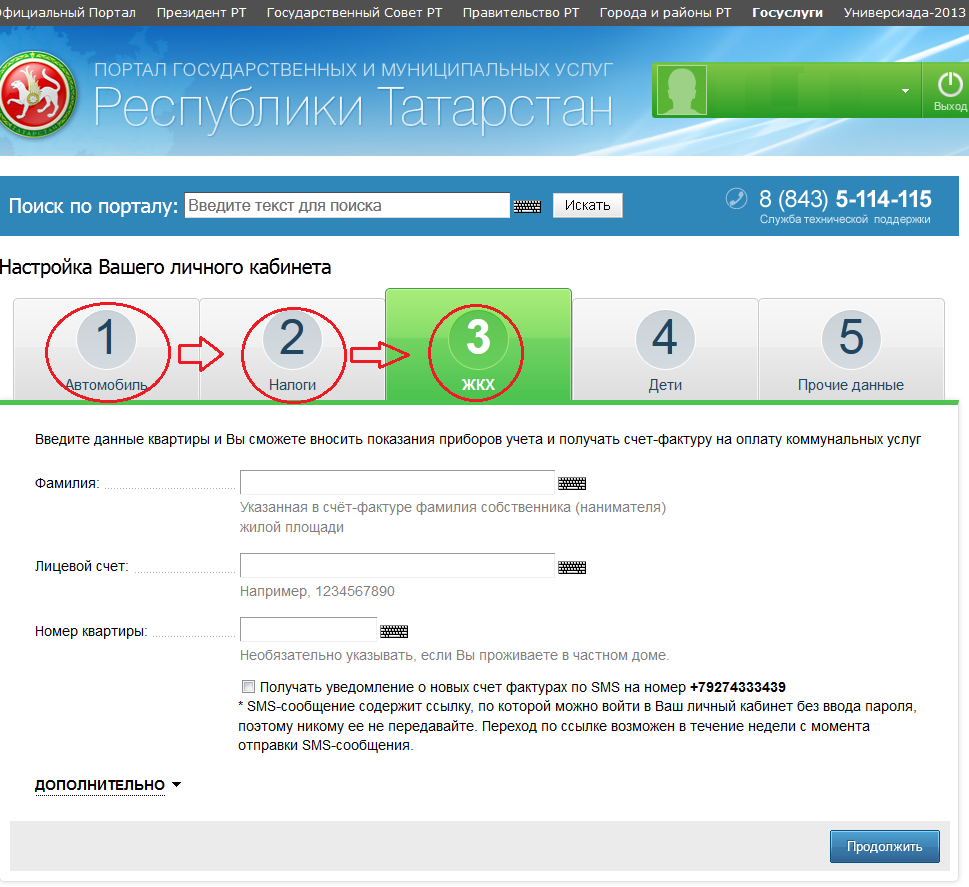 фициальный Портал Президент РТ Государственный Совет РТ Правительство РТ Города и районы РТ Госуслуги Универсиада-2013
ПОРТАЛ ГОСУДАРСТВЕННЫХ И МУНИЦИПАЛЬНЫХ УСЛУГ
Республики Татарстан
Выход
ТАТАРСТАН
Поиск по порталу: Введите текст для поиска Искать 8 (843) 5-114-115
Служба технической поддержки
Настройка Вашего личного кабинета
1 2 3 4 5
Автомобиль Налоги ЖКХ Дети Прочие данные
Введите данные квартиры и Вы сможете вносить показания приборов учета и получать счет-фактуру на оплату коммунальных услуг
Фамилия:
Указанная в счёт-фактуре фамилия собственника (нанимателя)
жилой площади
Лицевой счет:
Например, 1234567890
Номер квартиры:
Необязательно указывать, если Вы проживаете в частном доме.
Получать уведомление о новых счет фактурах по SMS на номер +79274333439
* SMS-сообщение содержит ссылку, по которой можно войти в Ваш личный кабинет без ввода пароля,
поэтому никому ее не передавайте. Переход по ссылке возможен в течение недели с момента
отправки SMS-сообщения.
ДОПОЛНИТЕЛЬНО
Продолжить